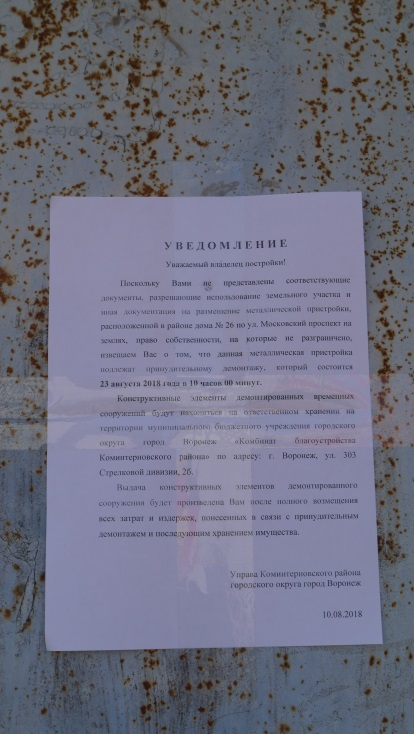 УВЕДОМЛЕНИЕ
Уважаемый владелец постройки!
Поскольку Вами не представлены соответствующие
документы, разрешающие использование земельного участка и
иная документация на размещение металлической пристройки,
расположенной в районе дома № 26 по ул. Московский проспект на
землях, право собственности, на которые не разграничено,
извещаем Вас о том, что данная металлическая пристройка
подлежит принудительному демонтажу, который состоится
23 августа 2018 года в 10 часов 00 минут.
Конструктивные элементы демонтированных временных
сооружений будут находиться на ответственном хранении на
территории муниципального бюджетного учреждения городского
округа город Воронеж «Комбинат благоустройства
Коминтерновского района» по адресу: г. Воронеж, ул. 303
Стрелковой дивизии, 2б.
Выдача конструктивных элементов демонтированного
сооружения будет произведена Вам после полного возмещения
всех затрат и издержек, понесенных в связи с принудительным
демонтажем и последующим хранением имущества.
Управа Коминтерновского района
городского округа город Воронеж
10.08.2018